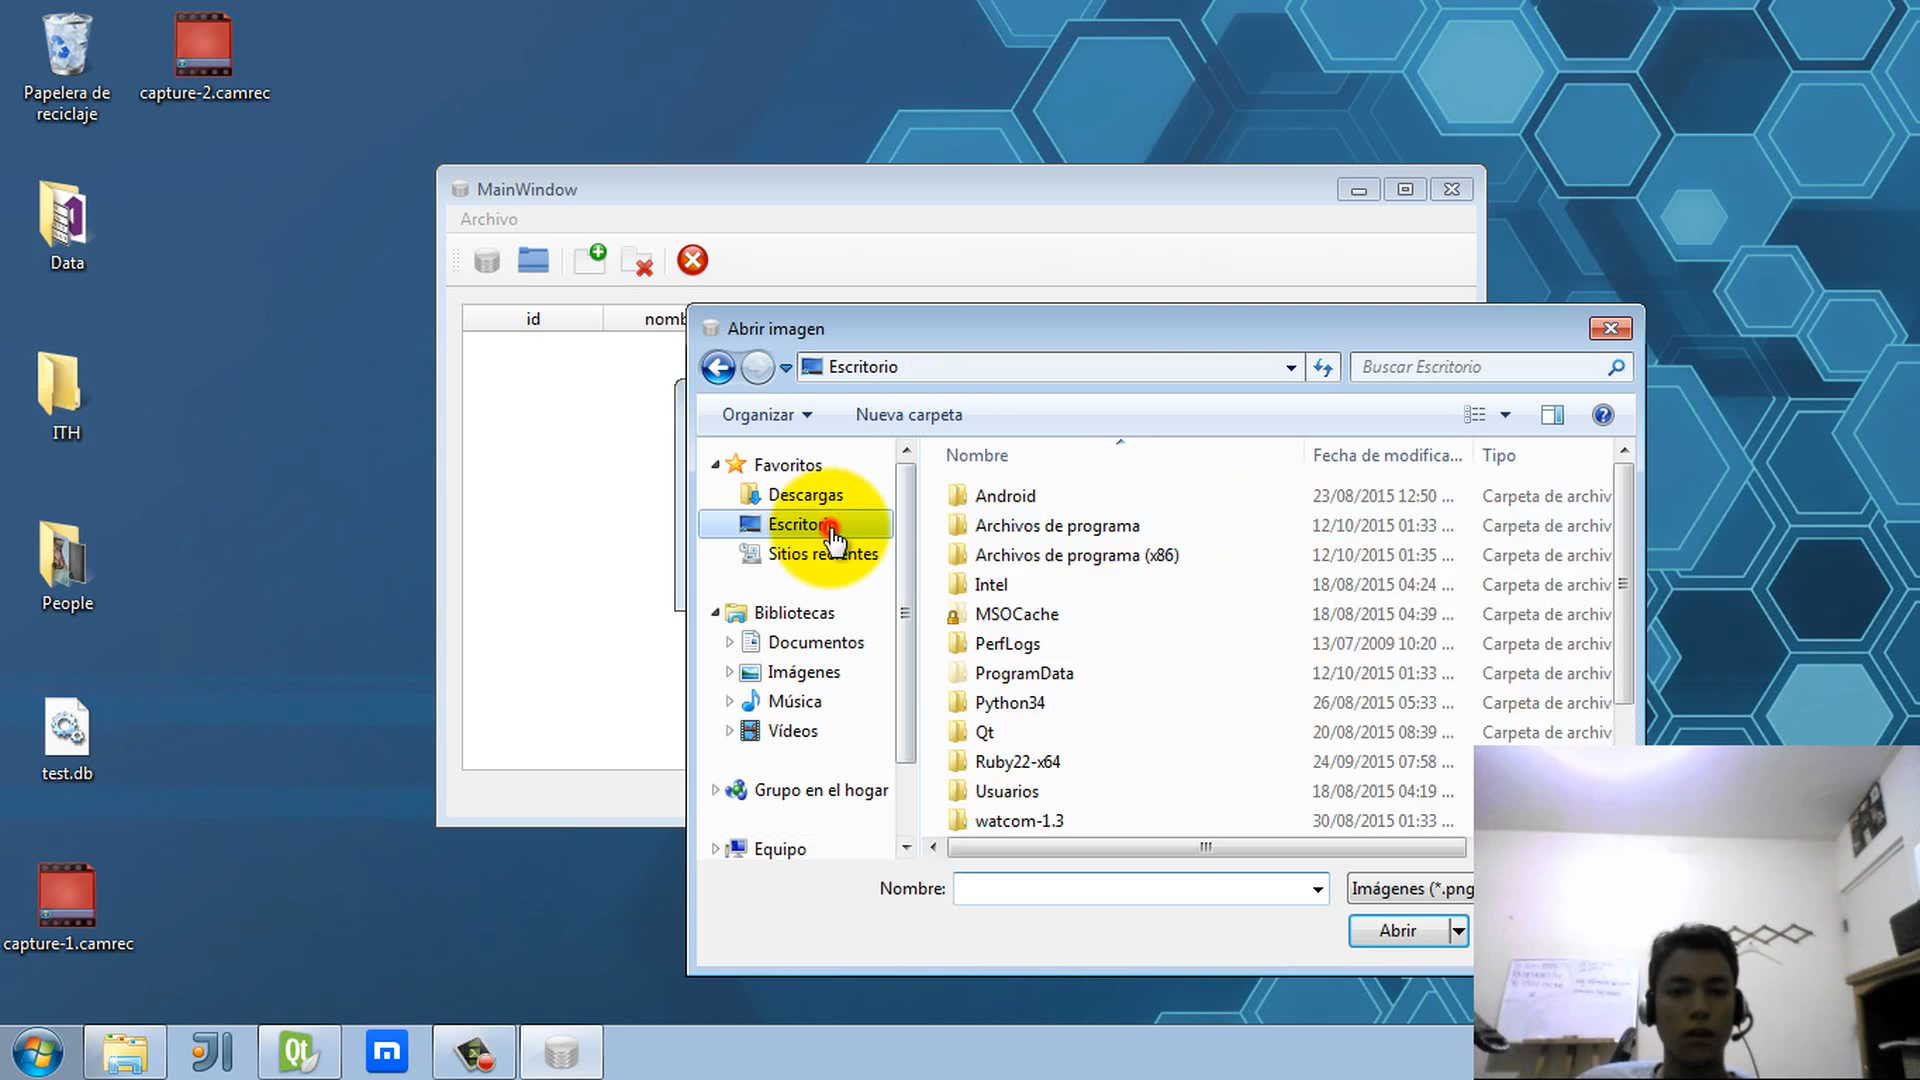 Papelera de
reciclaje
capture-2.camrec
Data
ITH
People
test.db
capture-1.camrec
MainWindow
Archivo
id
nomb
Abrir imagen
Escritorio
Buscar Escritorio
Organizar
Nueva carpeta
Favoritos
Descargas
Escritorio
Sitios recientes
Bibliotecas
Documentos
Imágenes
Música
Vídeos
Grupo en el hogar
Equipo
Nombre Fecha de modifica... Tipo
Android 23/08/2015 12:50 ... Carpeta de archiv
Archivos de programa 12/10/2015 01:33 ... Carpeta de archiv
Archivos de programa (x86) 12/10/2015 01:35 ... Carpeta de archiv
Intel 18/08/2015 04:24 ... Carpeta de archiv
MSOCache 18/08/2015 04:39 ... Carpeta de archiv
PerfLogs 13/07/2009 10:20 ... Carpeta de archiv
ProgramData 12/10/2015 01:33 ... Carpeta de archiv
Python34 26/08/2015 05:33 ... Carpeta de archiv
Qt 20/08/2015 08:39 ... Carpeta de archiv
Ruby22-x64 24/09/2015 07:58 ...
Usuarios 18/08/2015 04:19 ...
watcom-1.3 30/08/2015 01:33 ...
Nombre:
Imágenes (*.png
Abrir